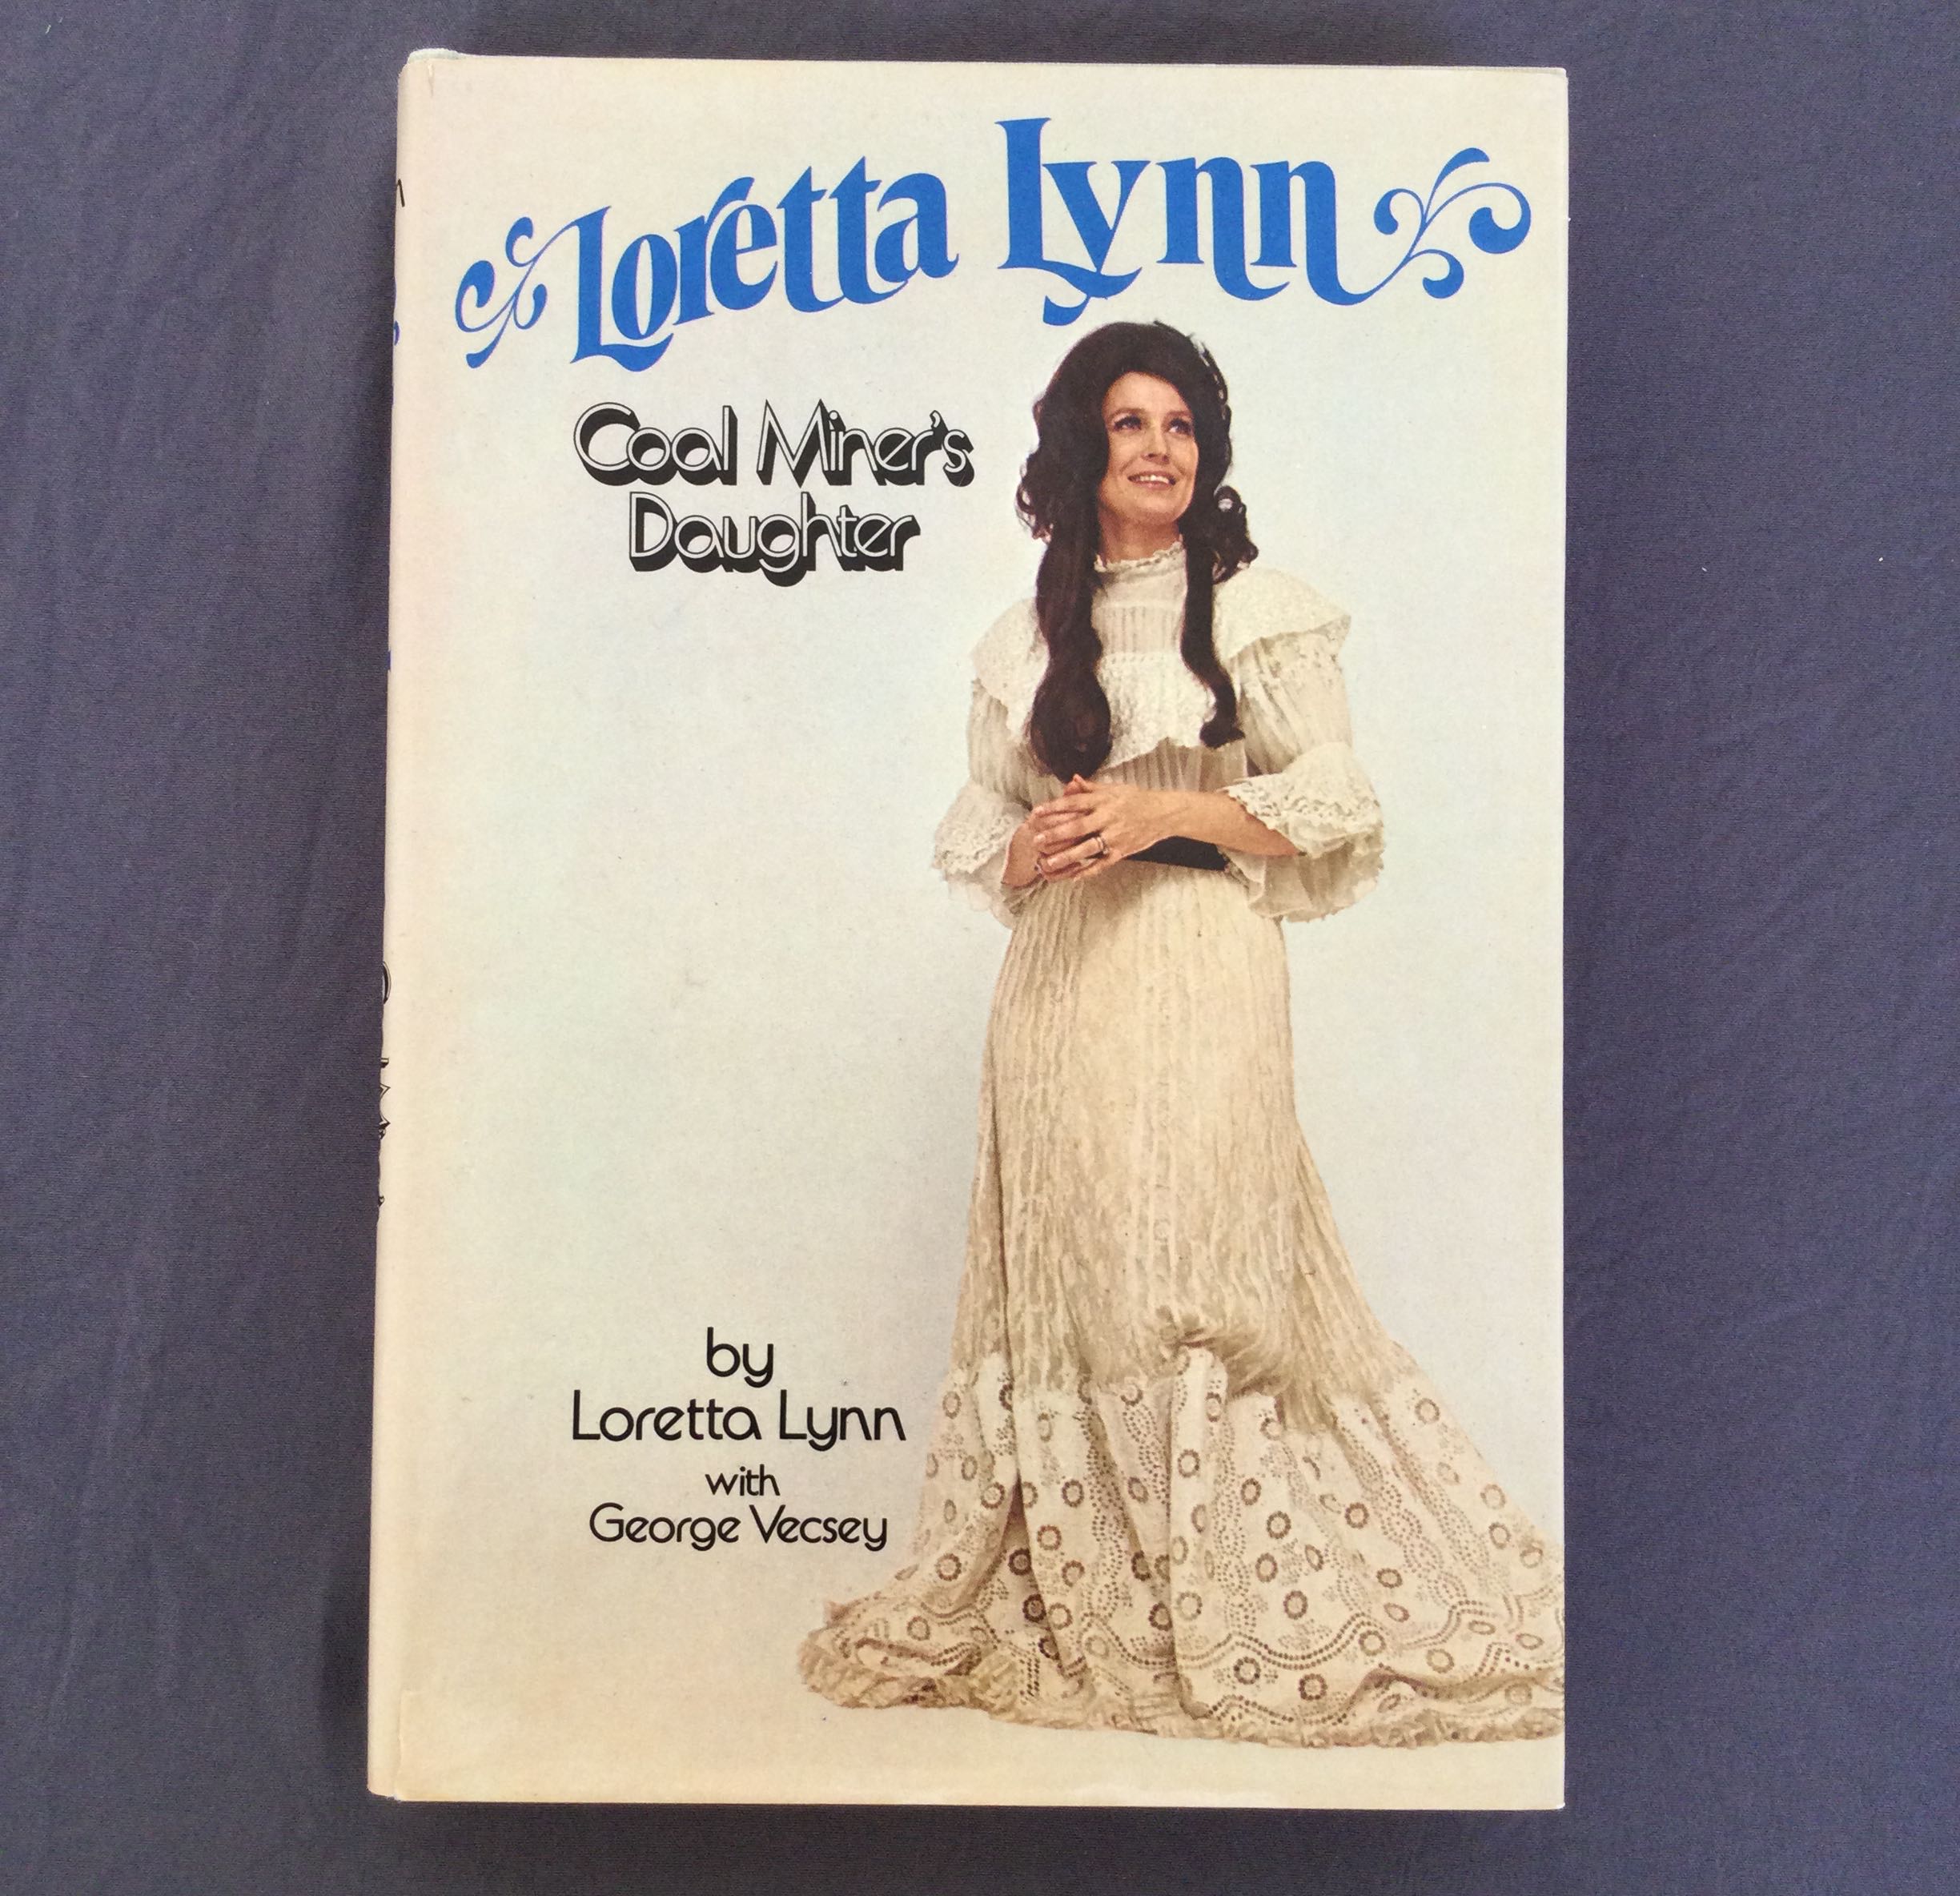 Loretta Lynn
Coal Miner's
Daughter
by
Loretta Lynn
with
George Vecsey